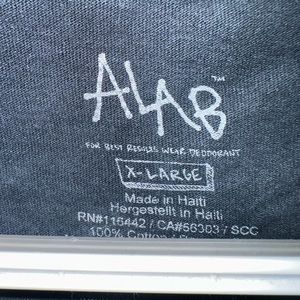 ALAB™
FOR BEST RESULTS WEAR DEODORANT
X-LARGE
Made in Haiti
Hergestellt in Haiti
RN#116442 / CA#56303 / SCC
100% Cotton /